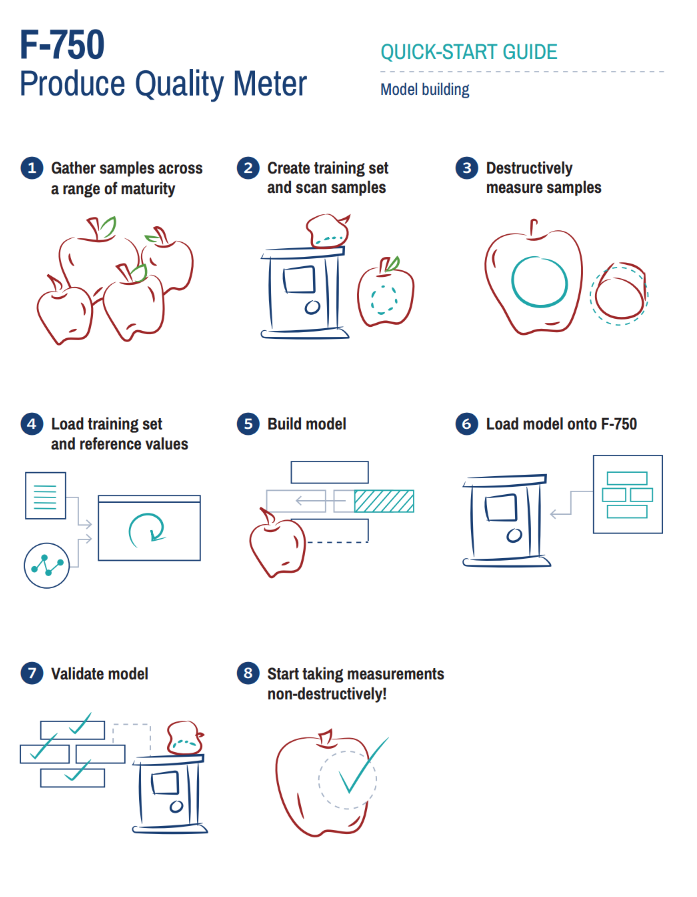 F-750
Produce Quality Meter
QUICK-START GUIDE
Model building
1 Gather samples across
a range of maturity
2 Create training set
and scan samples
3 Destructively
measure samples
4 Load training set
and reference values
5 Build model
6 Load model onto F-750
7 Validate model
8 Start taking measurements
non-destructively!